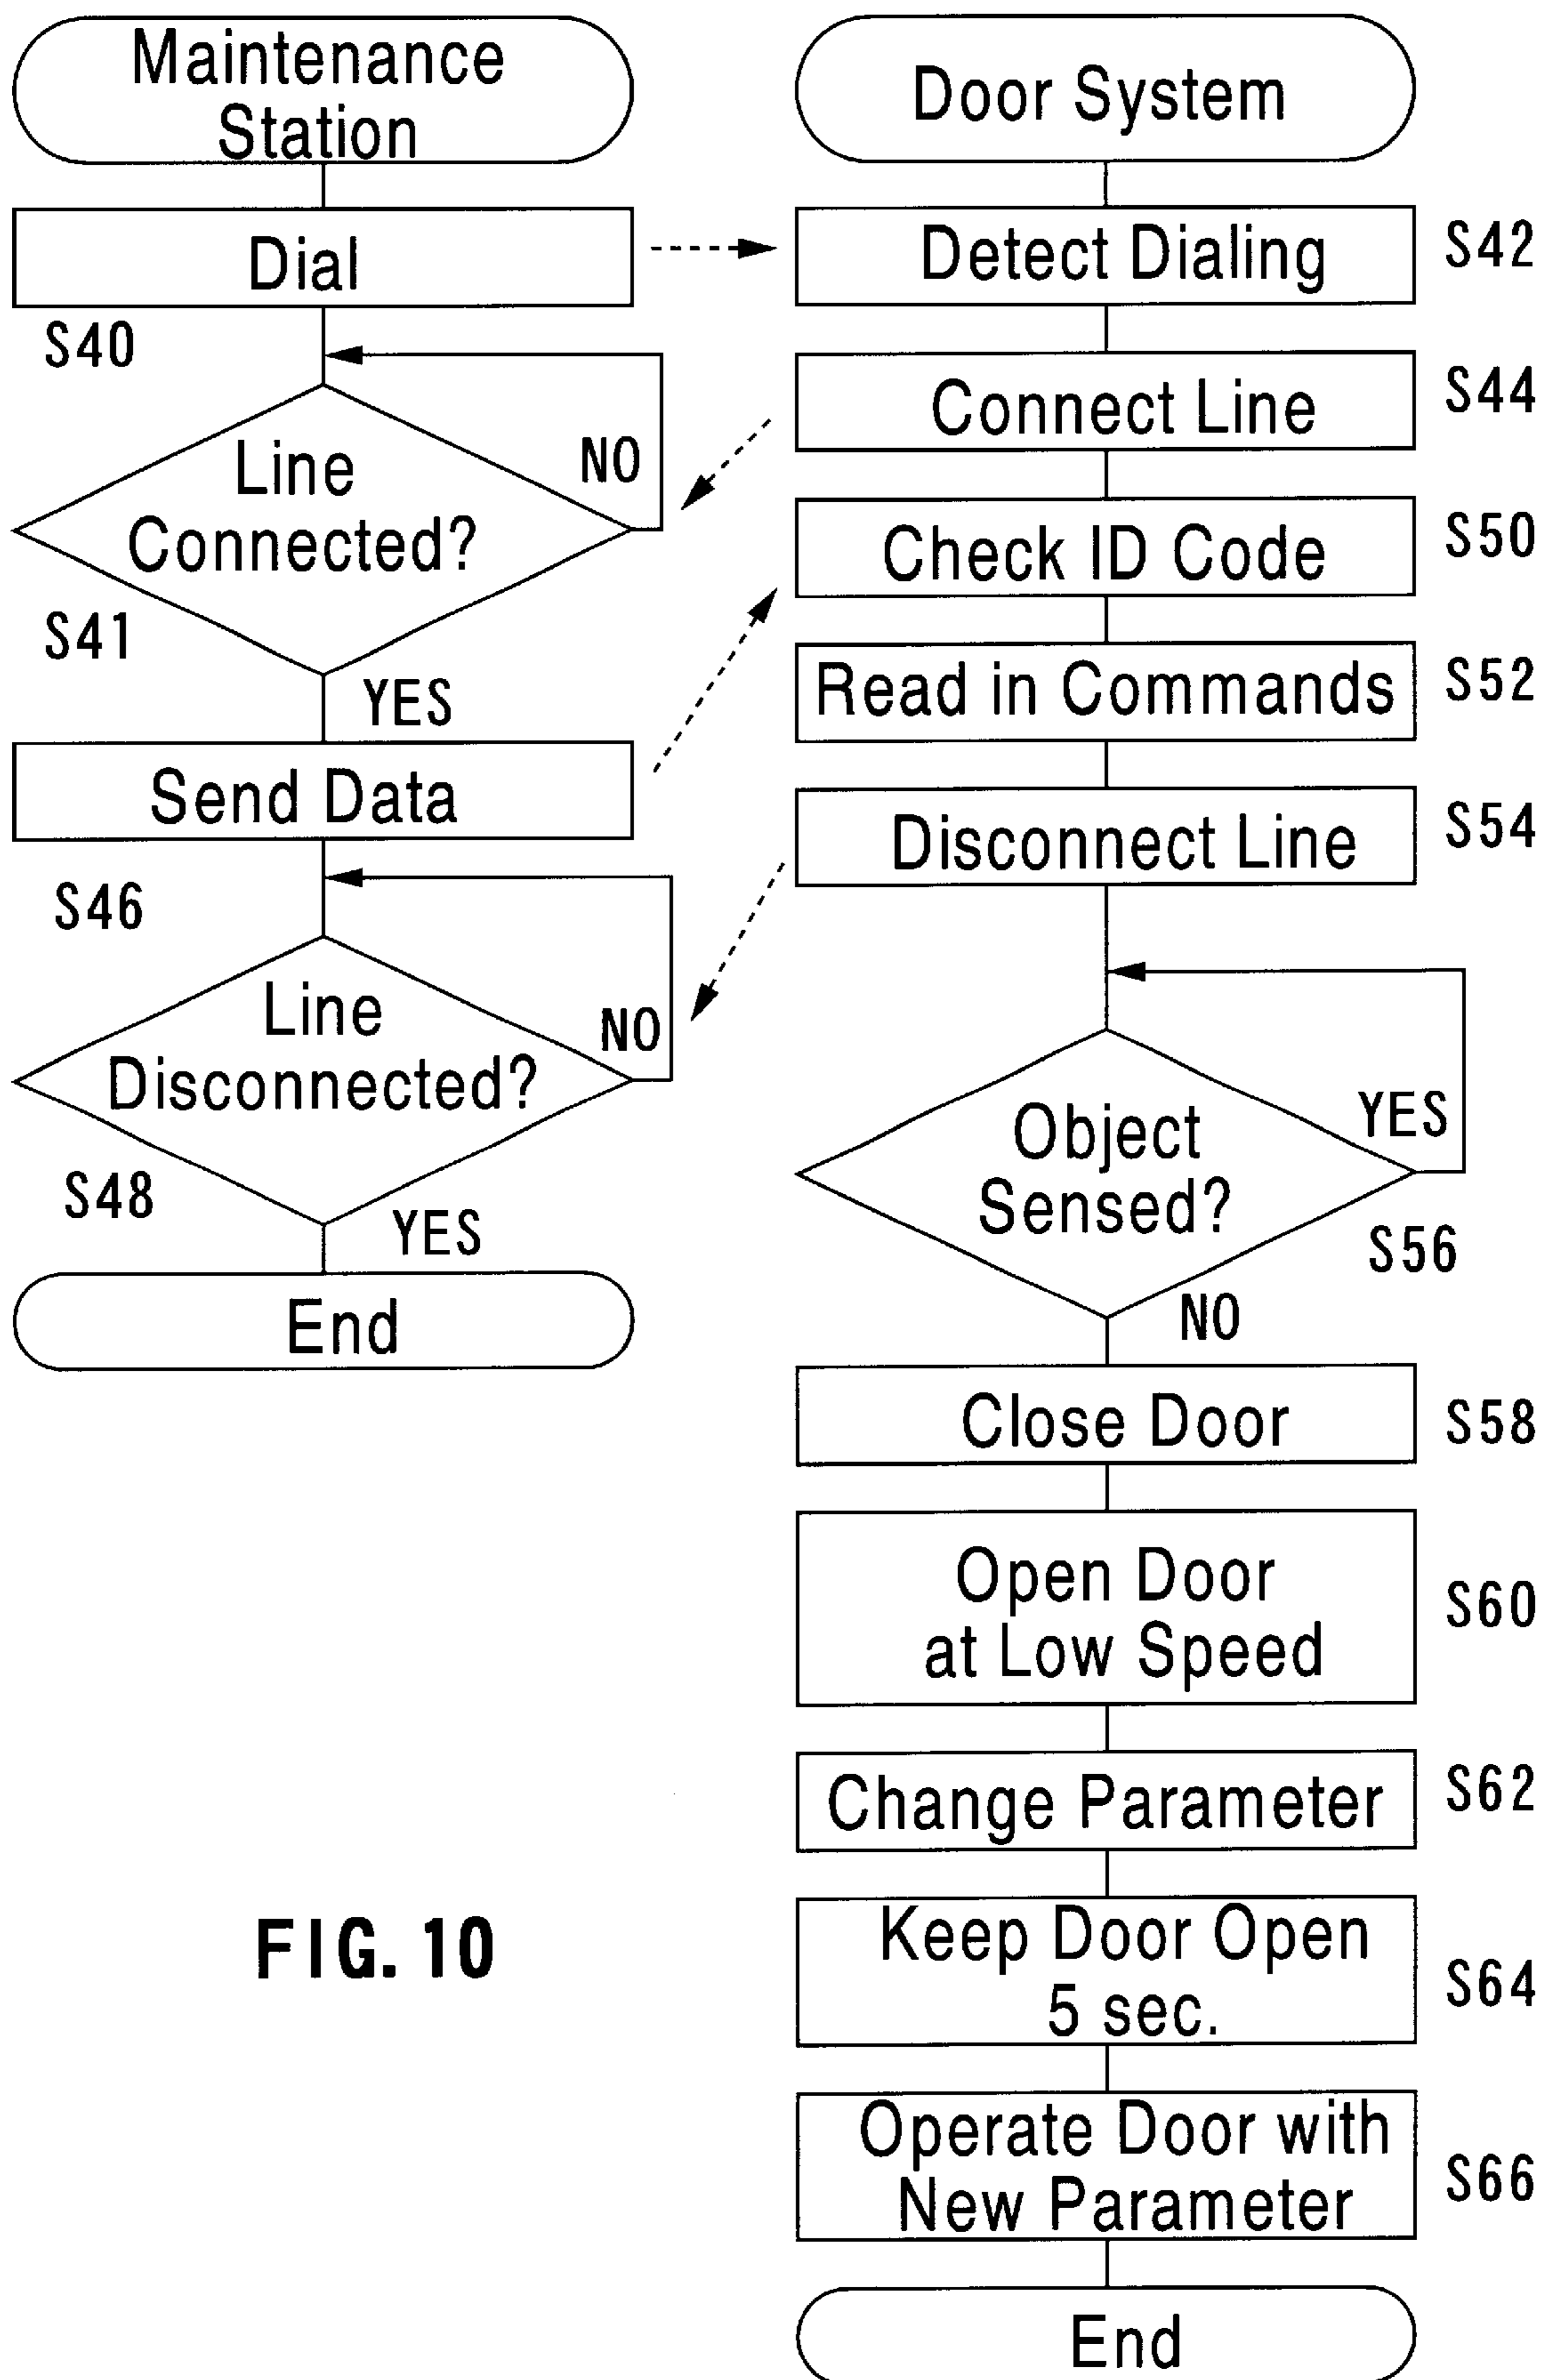 Maintenance
Station
Dial
S40
Line
Connected?
NO
S41
YES
Send Data
S46
Line
Disconnected?
NO
S48
YES
End
Door System
Detect Dialing
S42
Connect Line
S44
Check ID Code
S50
Read in Commands
S52
Disconnect Line
S54
Object
Sensed?
YES
S56
NO
Close Door
S58
Open Door
at Low Speed
S60
Change Parameter
S62
Keep Door Open
5 sec.
S64
Operate Door with
New Parameter
S66
End
FIG. 10